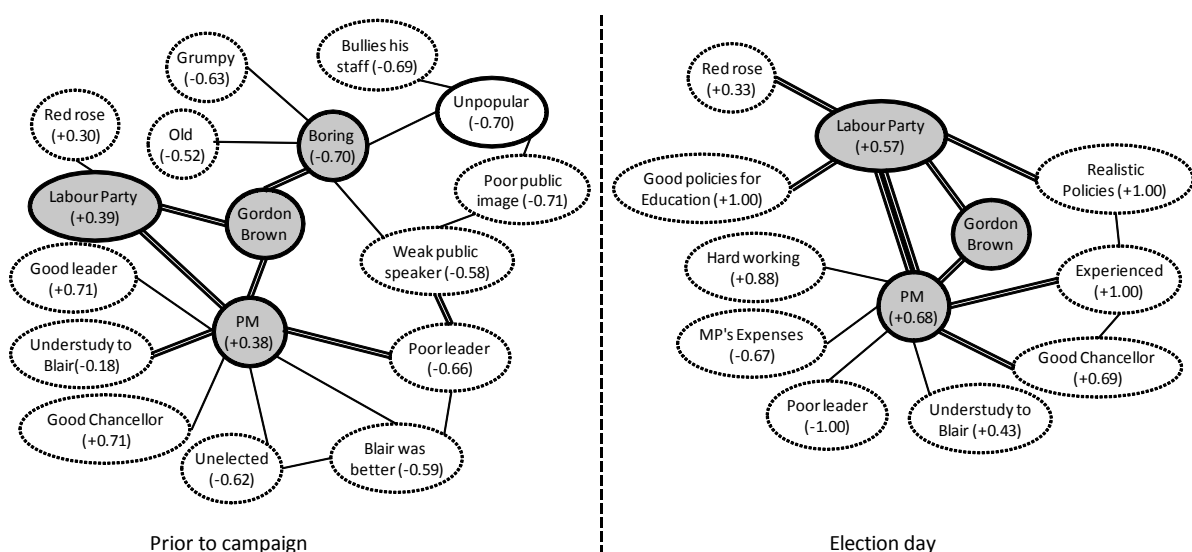 Grumpy
(-0.63)
Bullies his
staff (-0.69)
Red rose
(+0.30)
Old
(-0.52)
Boring
(-0.70)
Unpopular
(-0.70)
Labour Party
(+0.39)
Gordon
Brown
Poor public
image (-0.71)
Good leader
(+0.71)
Weak public
speaker (-0.58)
PM
(+0.38)
Understudy to
Blair(-0.18)
Poor leader
(-0.66)
Good Chancellor
(+0.71)
Unelected
(-0.62)
Blair was
better (-0.59)
Prior to campaign
Red rose
(+0.33)
Labour Party
(+0.57)
Good policies for
Education (+1.00)
Realistic
Policies (+1.00)
Gordon
Brown
Hard working
(+0.88)
Experienced
(+1.00)
PM
(+0.68)
MP's Expenses
(-0.67)
Good Chancellor
(+0.69)
Poor leader
(-1.00)
Understudy to
Blair (+0.43)
Election day